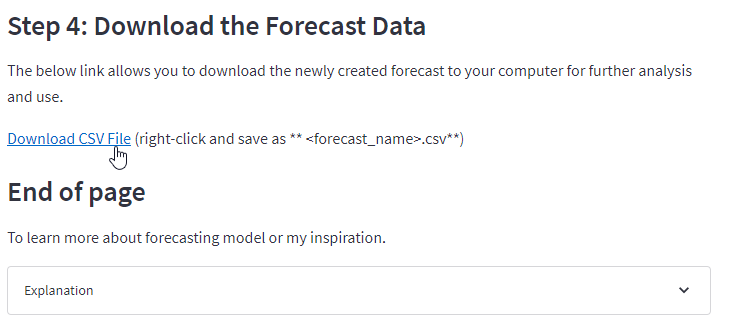 Step 4: Download the Forecast Data
The below link allows you to download the newly created forecast to your computer for further analysis
and use.
Download CSV File (right-click and save as ** <forecast_name>.csv**)
End of page
To learn more about forecasting model or my inspiration.
Explanation